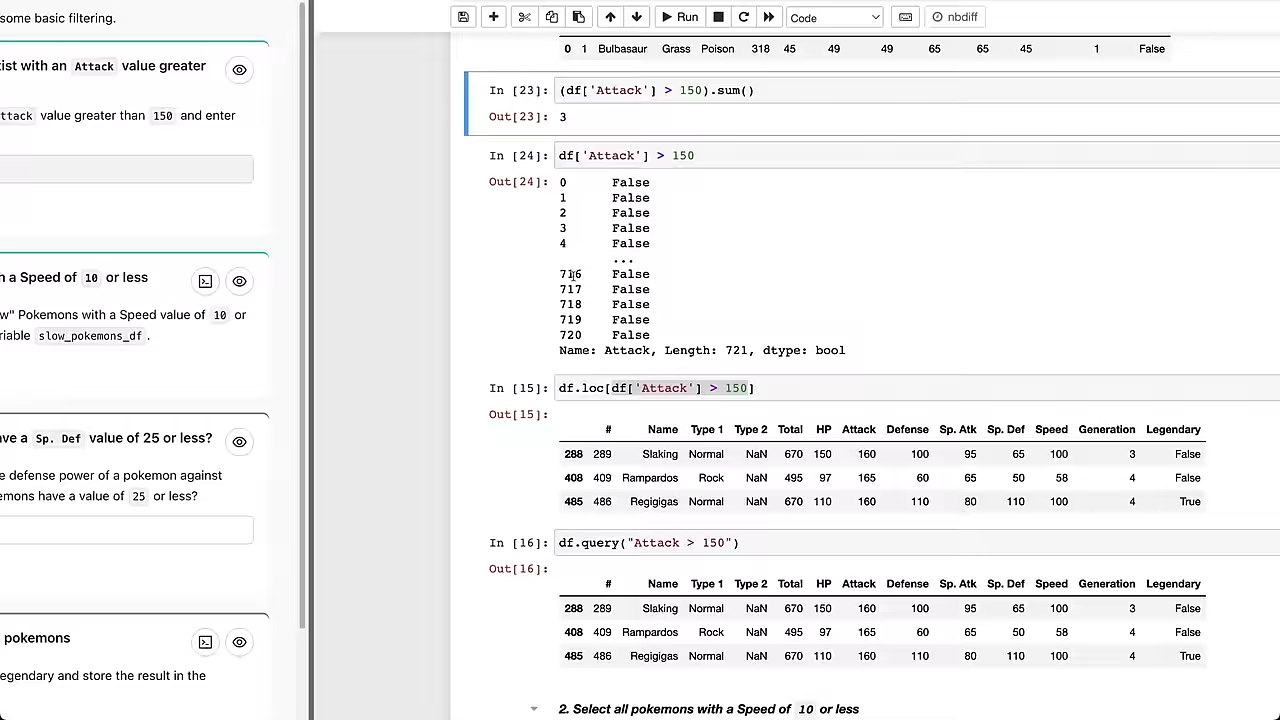 some basic filtering.
ist with an Attack value greater
ttack value greater than 150 and enter
h a Speed of 10 or less
w" Pokemons with a Speed value of 10 or
riable slow_pokemons_df.
ave a Sp. Def value of 25 or less?
e defense power of a pokemon against
emons have a value of 25 or less?
pokemons
egendary and store the result in the
Run Code nbdiff
0 1 Bulbasaur Grass Poison 318 45 49 49 65 65 45 1 False
In [23]: (df['Attack'] > 150).sum()
Out[23]: 3
In [24]: df['Attack'] > 150
Out[24]: 0 False
1 False
2 False
3 False
4 False
...
716 False
717 False
718 False
719 False
720 False
Name: Attack, Length: 721, dtype: bool
In [15]: df.loc[df['Attack'] > 150]
Out[15]:
# Name Type 1 Type 2 Total HP Attack Defense Sp. Atk Sp. Def Speed Generation Legendary
288 289 Slaking Normal NaN 670 150 160 100 95 65 100 3 False
408 409 Rampardos Rock NaN 495 97 165 60 65 50 58 4 False
485 486 Regigigas Normal NaN 670 110 160 110 80 110 100 4 True
In [16]: df.query("Attack > 150")
Out[16]:
# Name Type 1 Type 2 Total HP Attack Defense Sp. Atk Sp. Def Speed Generation Legendary
288 289 Slaking Normal NaN 670 150 160 100 95 65 100 3 False
408 409 Rampardos Rock NaN 495 97 165 60 65 50 58 4 False
485 486 Regigigas Normal NaN 670 110 160 110 80 110 100 4 True
2. Select all pokemons with a Speed of 10 or less